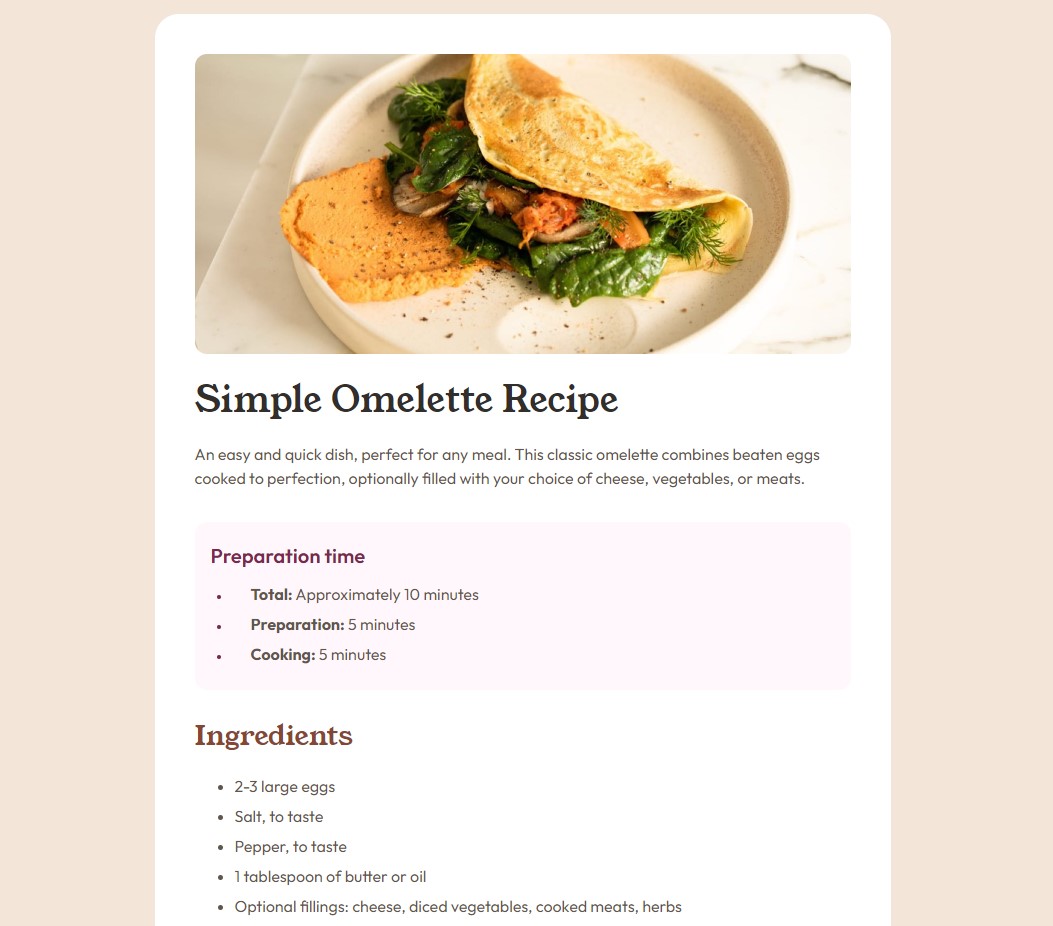 Simple Omelette Recipe
An easy and quick dish, perfect for any meal. This classic omelette combines beaten eggs
cooked to perfection, optionally filled with your choice of cheese, vegetables, or meats.
Preparation time
• Total: Approximately 10 minutes
• Preparation: 5 minutes
• Cooking: 5 minutes
Ingredients
• 2-3 large eggs
• Salt, to taste
• Pepper, to taste
• 1 tablespoon of butter or oil
• Optional fillings: cheese, diced vegetables, cooked meats, herbs